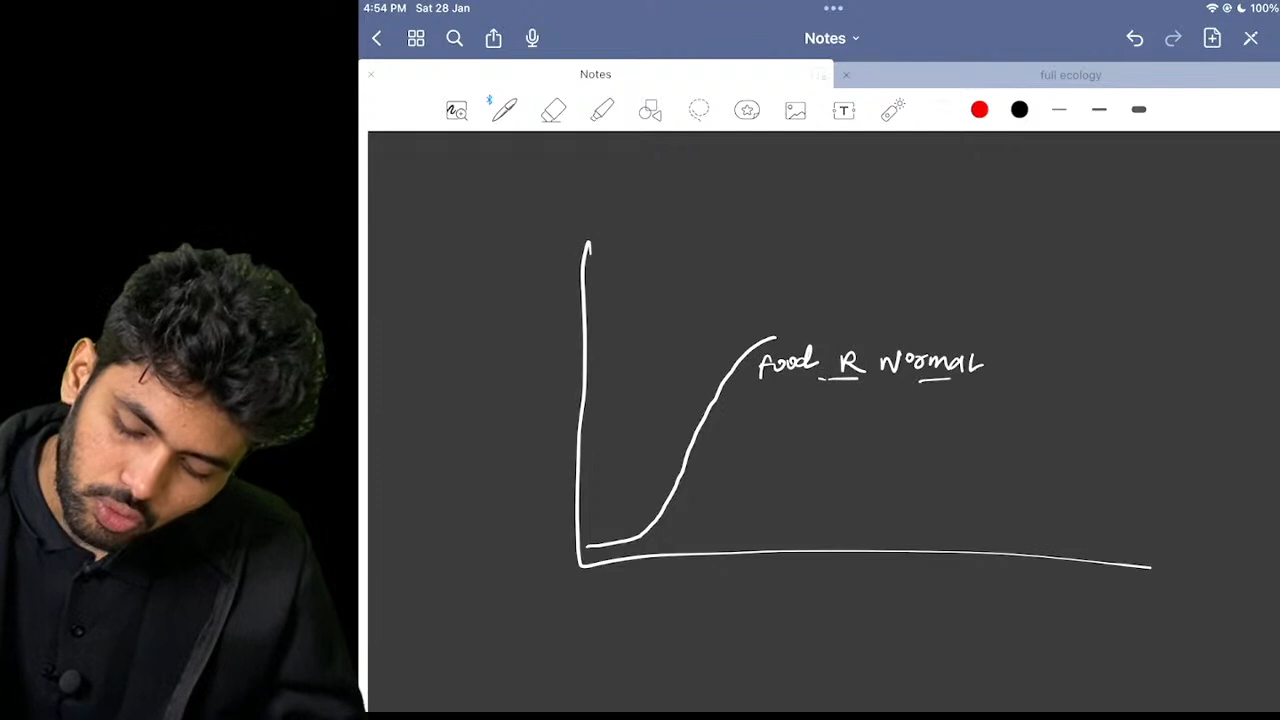 4:54 PM Sat 28 Jan
100%
Notes
Notes
full ecology
T
food R Normal